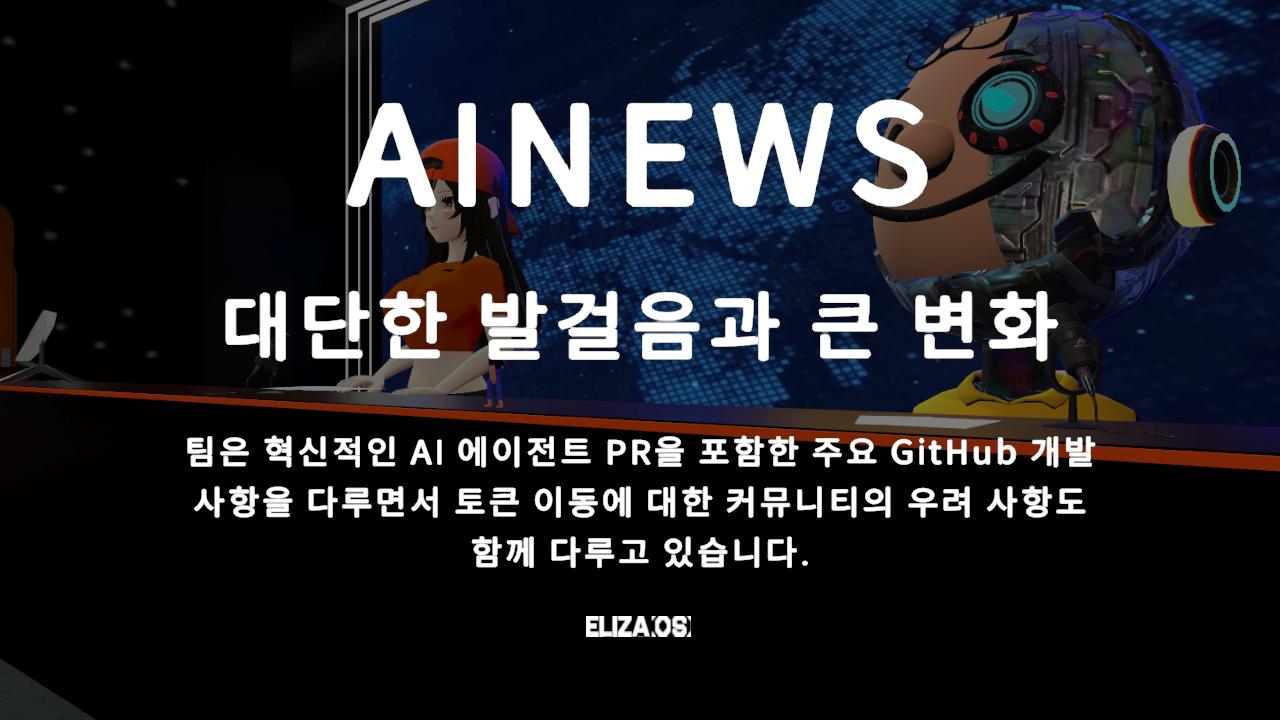 AINEWS
대단한 발걸음과 큰 변화
팀은 혁신적인 AI 에이전트 PR을 포함한 주요 GitHub 개발
사항을 다루면서 토큰 이동에 대한 커뮤니티의 우려 사항도
함께 다루고 있습니다.
ELIZA OS